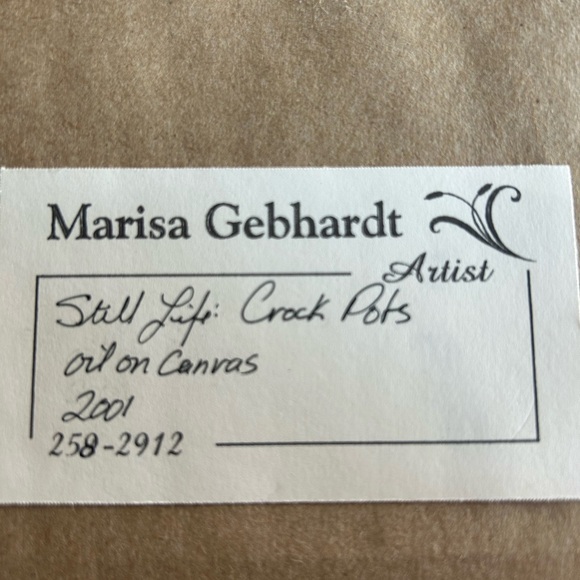 Marisa Gebhardt
Artist
Still Life: Crock Pots
oil on Canvas
2001
258-2912